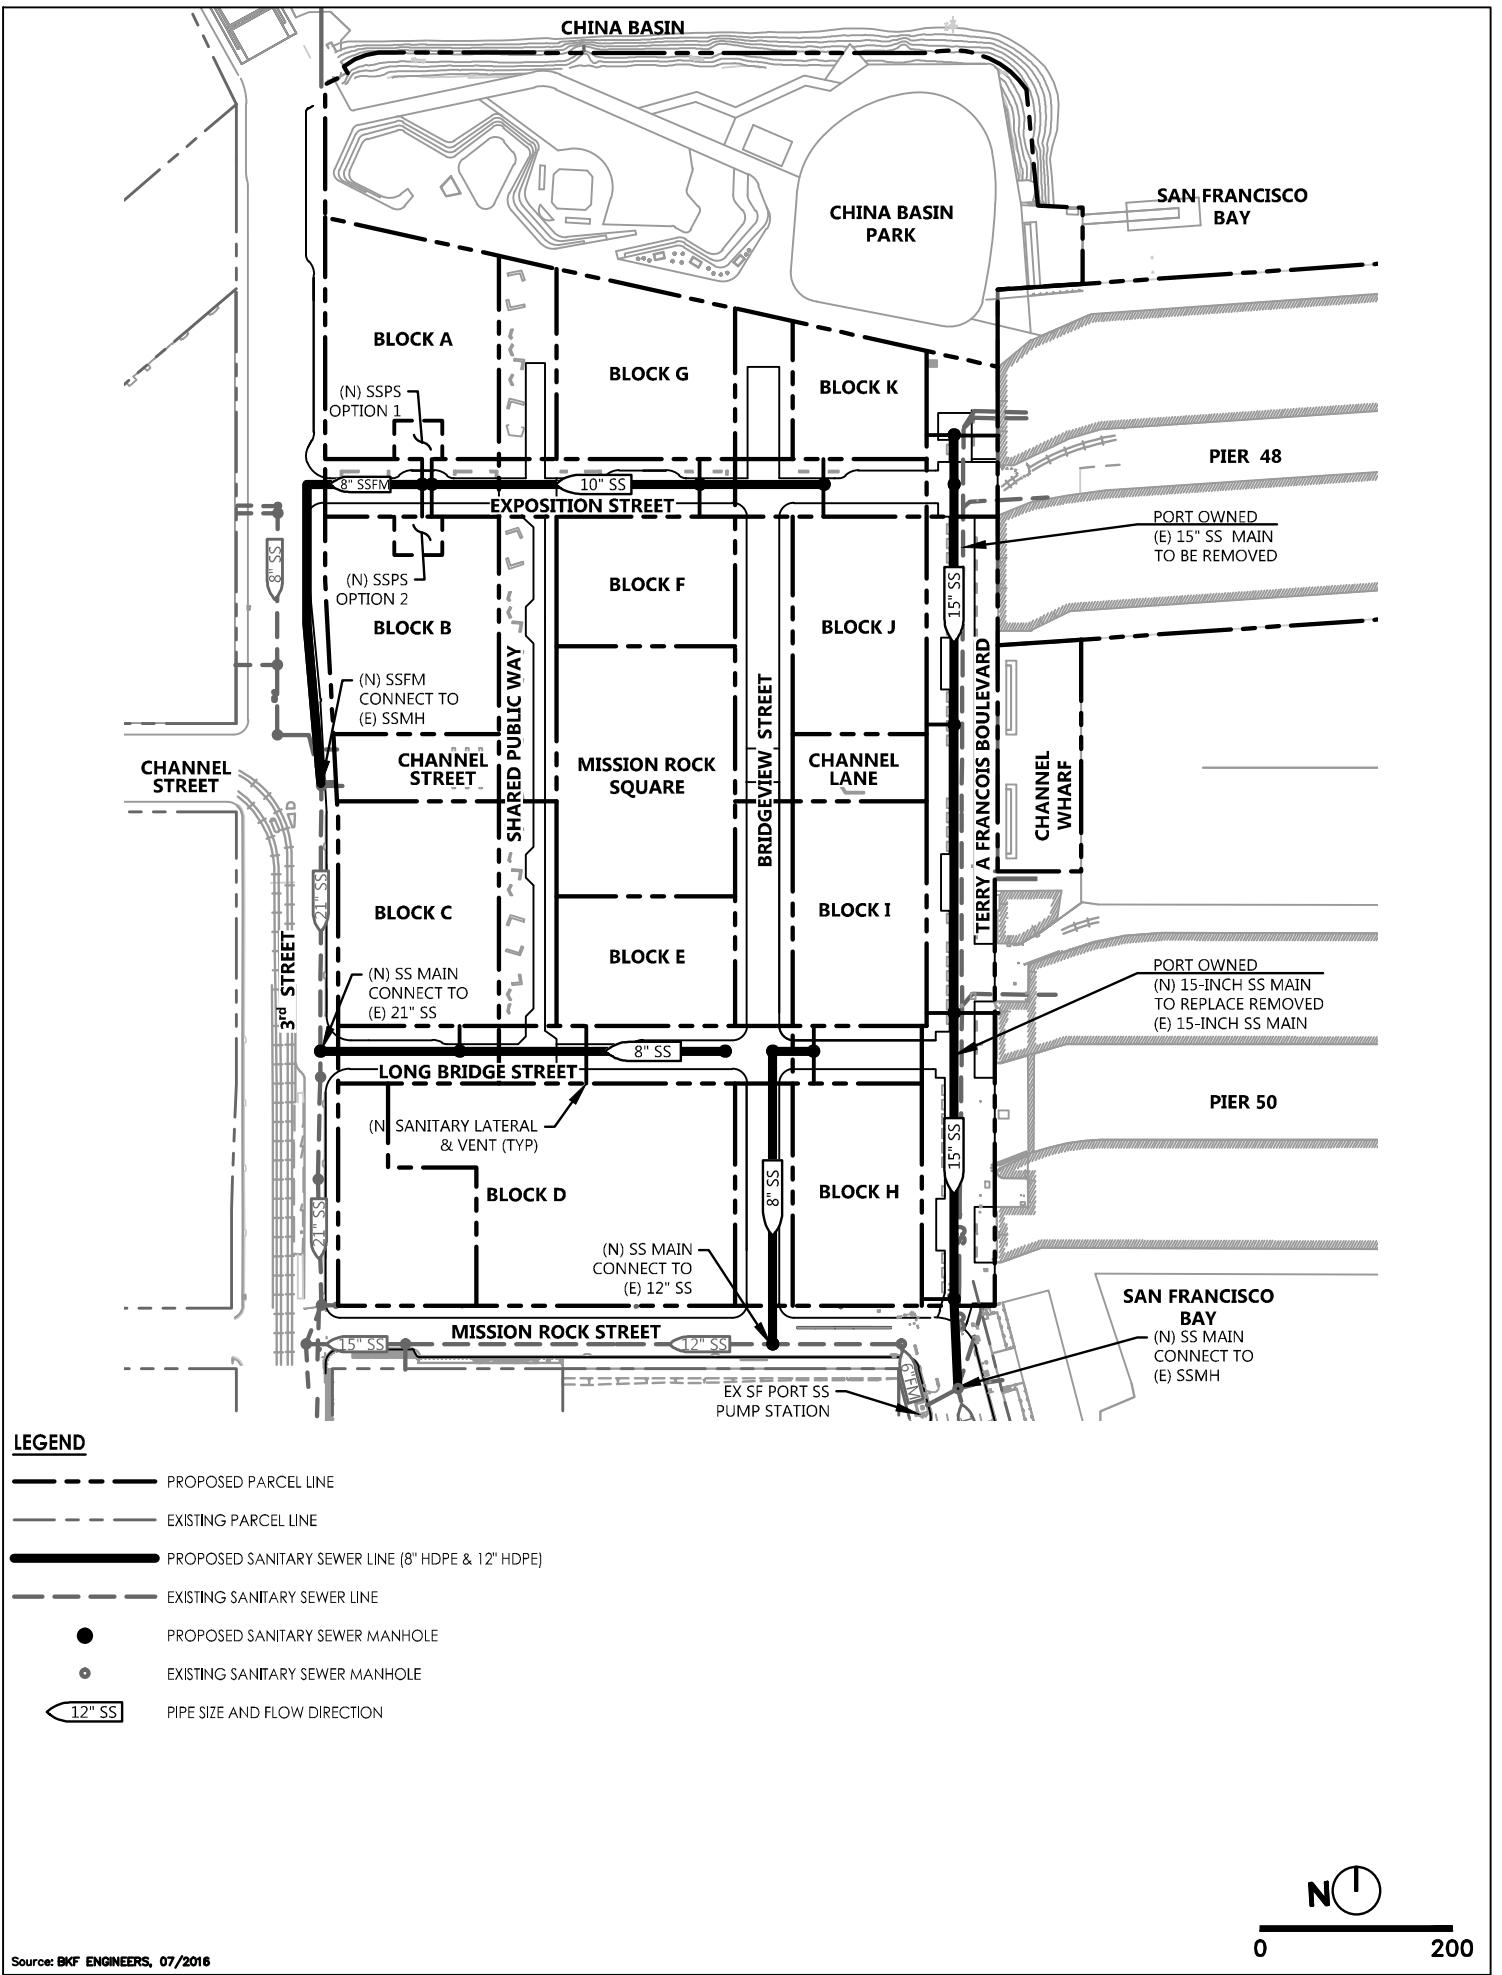 CHINA BASIN
SAN FRANCISCO
BAY
CHINA BASIN
PARK
BLOCK A
BLOCK G
BLOCK K
(N) SSPS
OPTION 1
PIER 48
8" SSFM
10" SS
EXPOSITION STREET
PORT OWNED
(E) 15" SS MAIN
TO BE REMOVED
8" SS
15" SS
(N) SSPS
OPTION 2
BLOCK F
BLOCK B
BLOCK J
(N) SSFM
CONNECT TO
(E) SSMH
SHARED PUBLIC WAY
BRIDGEVIEW STREET
TERRY A FRANCOIS BOULEVARD
CHANNEL
STREET
CHANNEL
STREET
MISSION ROCK
SQUARE
CHANNEL
LANE
CHANNEL
WHARF
21" SS
BLOCK C
BLOCK I
BLOCK E
3rd STREET
(N) SS MAIN
CONNECT TO
(E) 21" SS
PORT OWNED
(N) 15-INCH SS MAIN
TO REPLACE REMOVED
(E) 15-INCH SS MAIN
8" SS
LONG BRIDGE STREET
PIER 50
(N) SANITARY LATERAL
& VENT (TYP)
15" SS
8" SS
BLOCK D
BLOCK H
21" SS
(N) SS MAIN
CONNECT TO
(E) 12" SS
SAN FRANCISCO
BAY
MISSION ROCK STREET
15" SS
12" SS
(N) SS MAIN
CONNECT TO
(E) SSMH
6"FM
EX SF PORT SS
PUMP STATION
LEGEND
PROPOSED PARCEL LINE
EXISTING PARCEL LINE
PROPOSED SANITARY SEWER LINE (8" HDPE & 12" HDPE)
EXISTING SANITARY SEWER LINE
PROPOSED SANITARY SEWER MANHOLE
EXISTING SANITARY SEWER MANHOLE
12" SS
PIPE SIZE AND FLOW DIRECTION
N
0 200
Source: BKF ENGINEERS, 07/2016